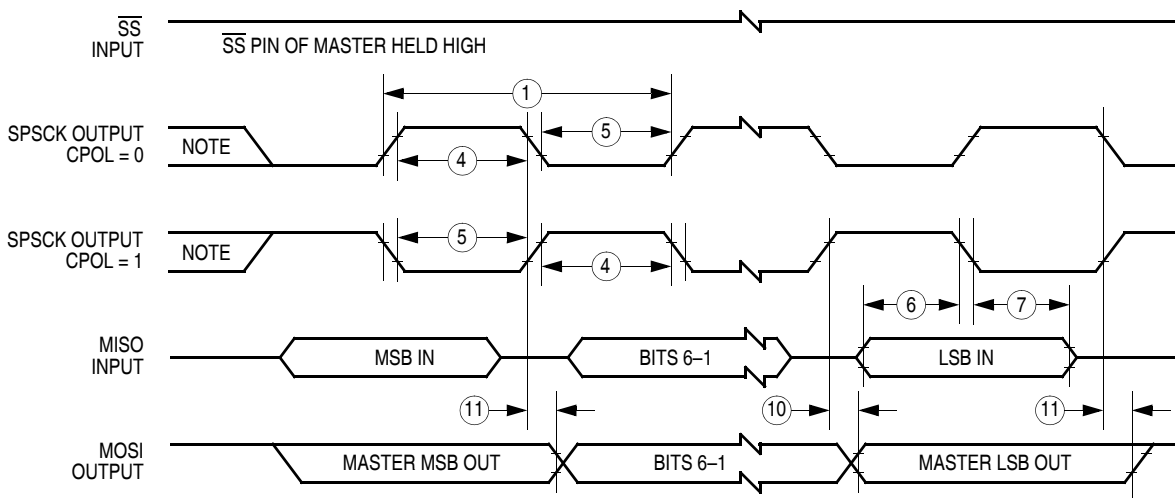 SS
INPUT
SS PIN OF MASTER HELD HIGH
1
SPSCK OUTPUT
CPOL = 0
NOTE
5
4
SPSCK OUTPUT
CPOL = 1
NOTE
5
4
6
7
MISO
INPUT
MSB IN
BITS 6–1
LSB IN
11
10
11
MOSI
OUTPUT
MASTER MSB OUT
BITS 6–1
MASTER LSB OUT